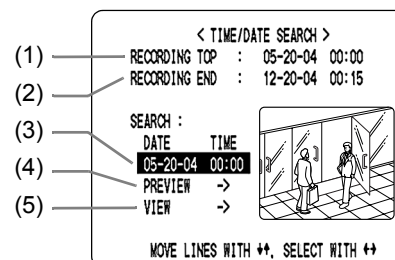 < TIME/DATE SEARCH >
(1) RECORDING TOP : 05-20-04 00:00
(2) RECORDING END : 12-20-04 00:15
SEARCH :
DATE TIME
(3) 05-20-04 00:00
(4) PREVIEW ->
(5) VIEW ->
MOVE LINES WITH ↓↑, SELECT WITH ←→